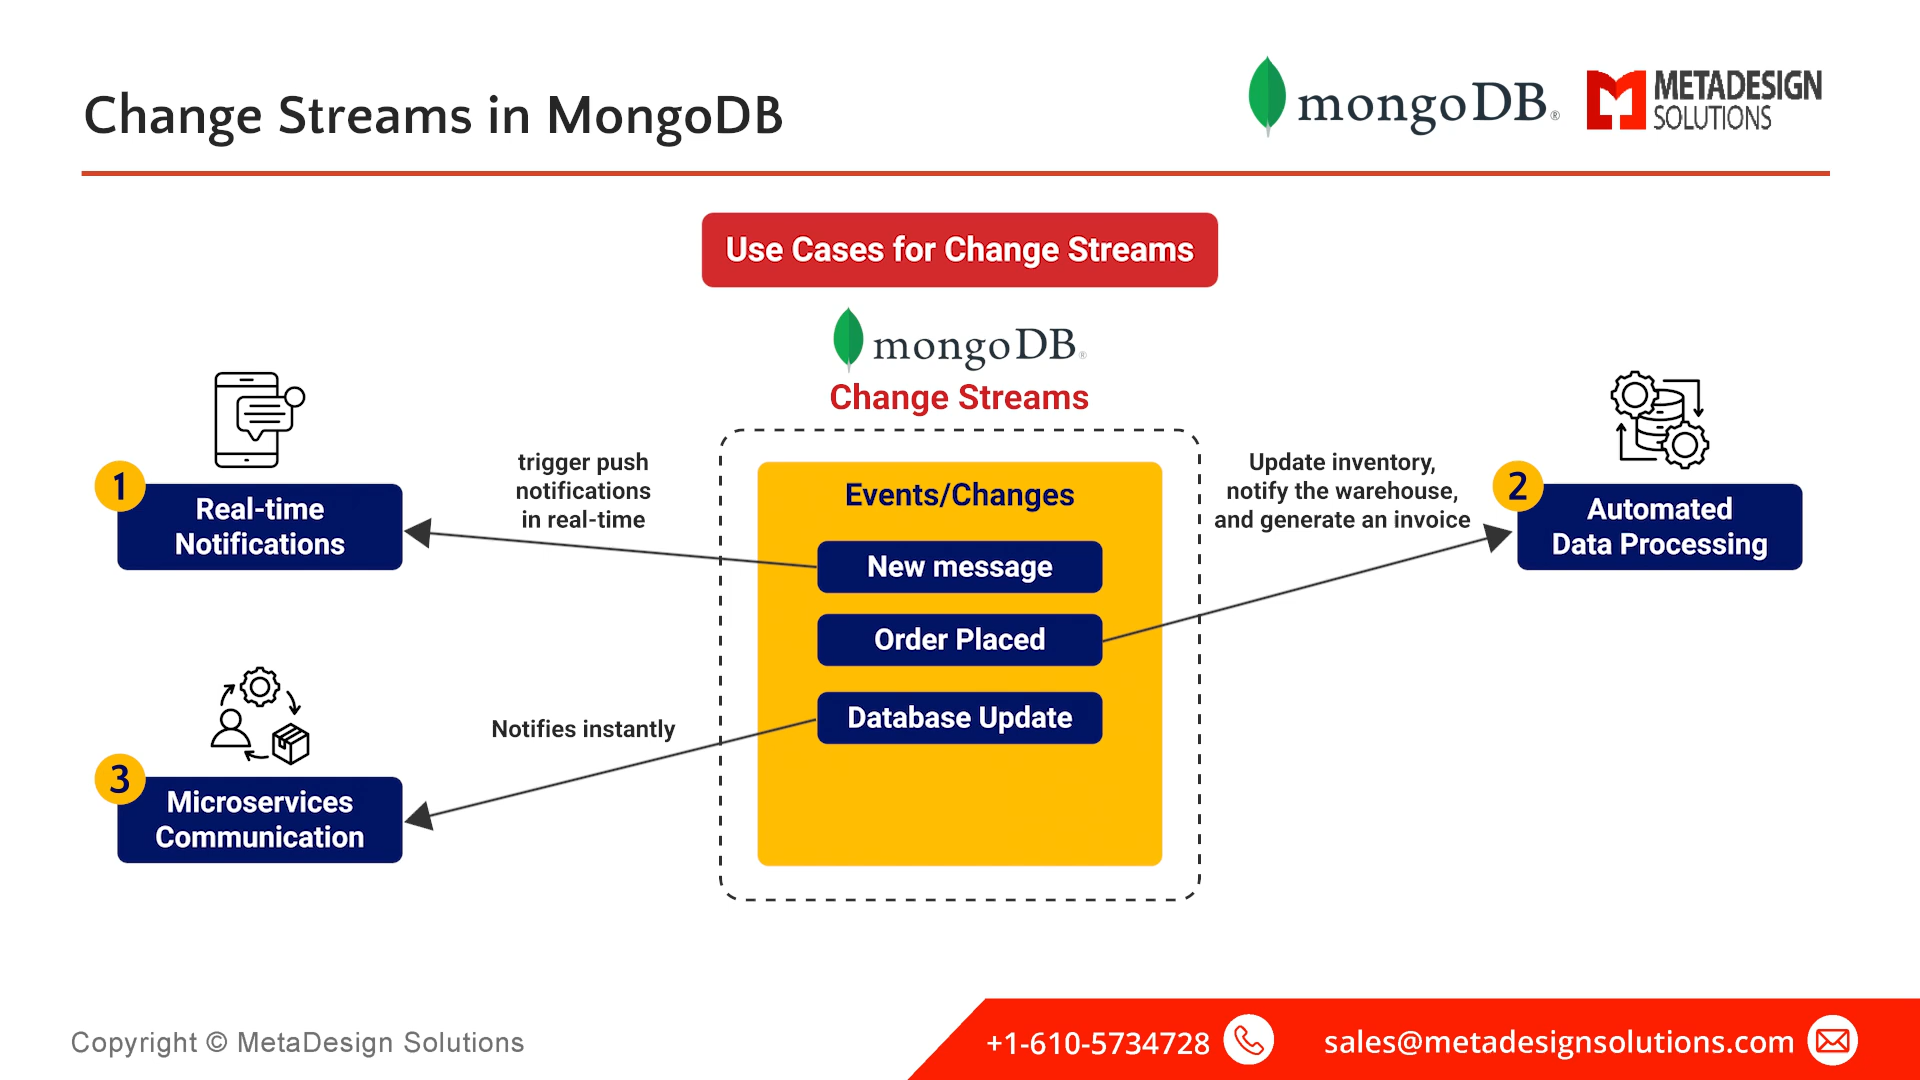 Change Streams in MongoDB
mongoDB®
METADESIGN
SOLUTIONS
Use Cases for Change Streams
mongoDB®
Change Streams
1
Real-time
Notifications
trigger push
notifications
in real-time
Events/Changes
New message
Order Placed
Database Update
Update inventory,
notify the warehouse,
and generate an invoice
2
Automated
Data Processing
Notifies instantly
3
Microservices
Communication
Copyright © MetaDesign Solutions
+1-610-5734728
sales@metadesignsolutions.com